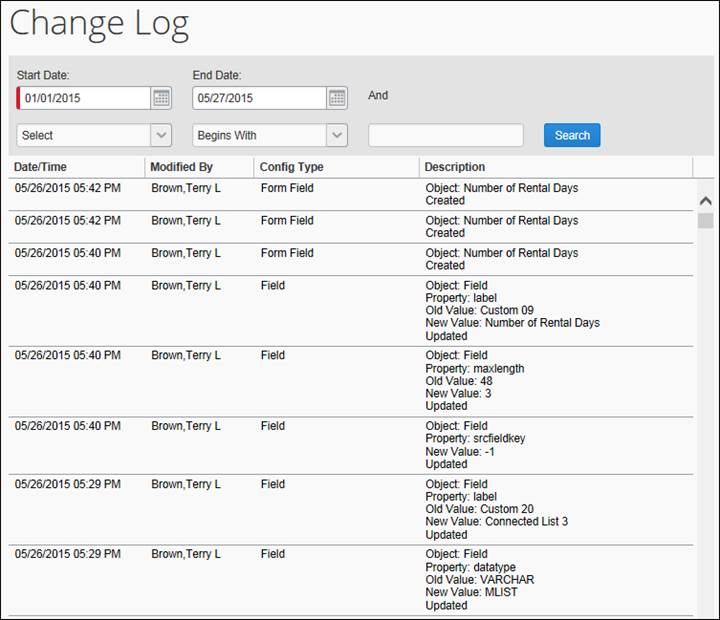 Change Log
Start Date: End Date:
01/01/2015 05/27/2015 And
Select Begins With Search
Date/Time Modified By Config Type Description
05/26/2015 05:42 PM Brown,Terry L Form Field Object: Number of Rental Days
Created
05/26/2015 05:42 PM Brown,Terry L Form Field Object: Number of Rental Days
Created
05/26/2015 05:40 PM Brown,Terry L Form Field Object: Number of Rental Days
Created
05/26/2015 05:40 PM Brown,Terry L Field Object: Field
Property: label
Old Value: Custom 09
New Value: Number of Rental Days
Updated
05/26/2015 05:40 PM Brown,Terry L Field Object: Field
Property: maxlength
Old Value: 48
New Value: 3
Updated
05/26/2015 05:40 PM Brown,Terry L Field Object: Field
Property: srcfieldkey
New Value: -1
Updated
05/26/2015 05:29 PM Brown,Terry L Field Object: Field
Property: label
Old Value: Custom 20
New Value: Connected List 3
Updated
05/26/2015 05:29 PM Brown,Terry L Field Object: Field
Property: datatype
Old Value: VARCHAR
New Value: MLIST
Updated